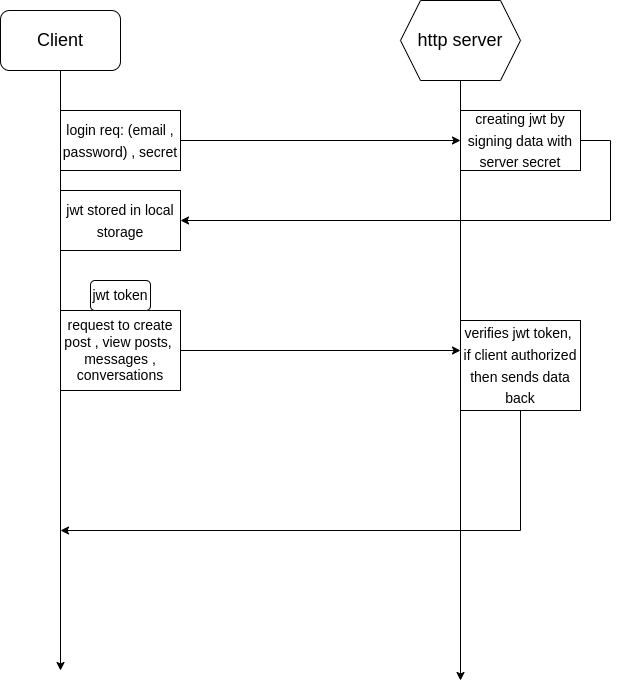 Client
http server
login req: (email ,
password) , secret
creating jwt by
signing data with
server secret
jwt stored in local
storage
jwt token
request to create
post , view posts,
messages ,
conversations
verifies jwt token,
if client authorized
then sends data
back